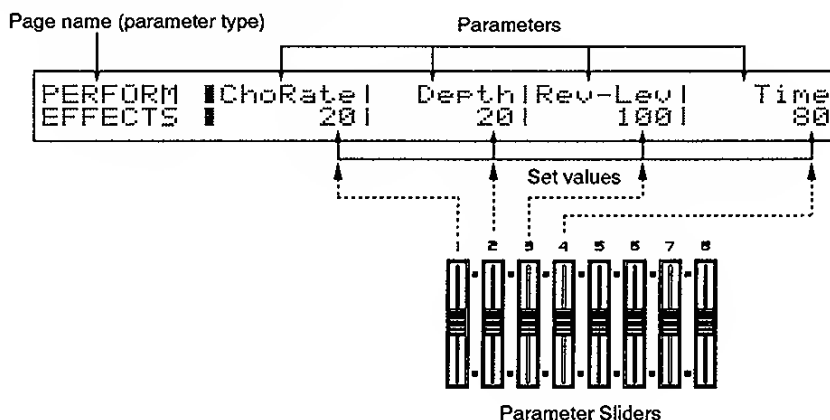 Page name (parameter type)
Parameters
PERFORM ChoRate| Depth|Rev-Lev| Time
EFFECTS 20| 20| 100| 80
Set values
1 2 3 4 5 6 7 8
Parameter Sliders